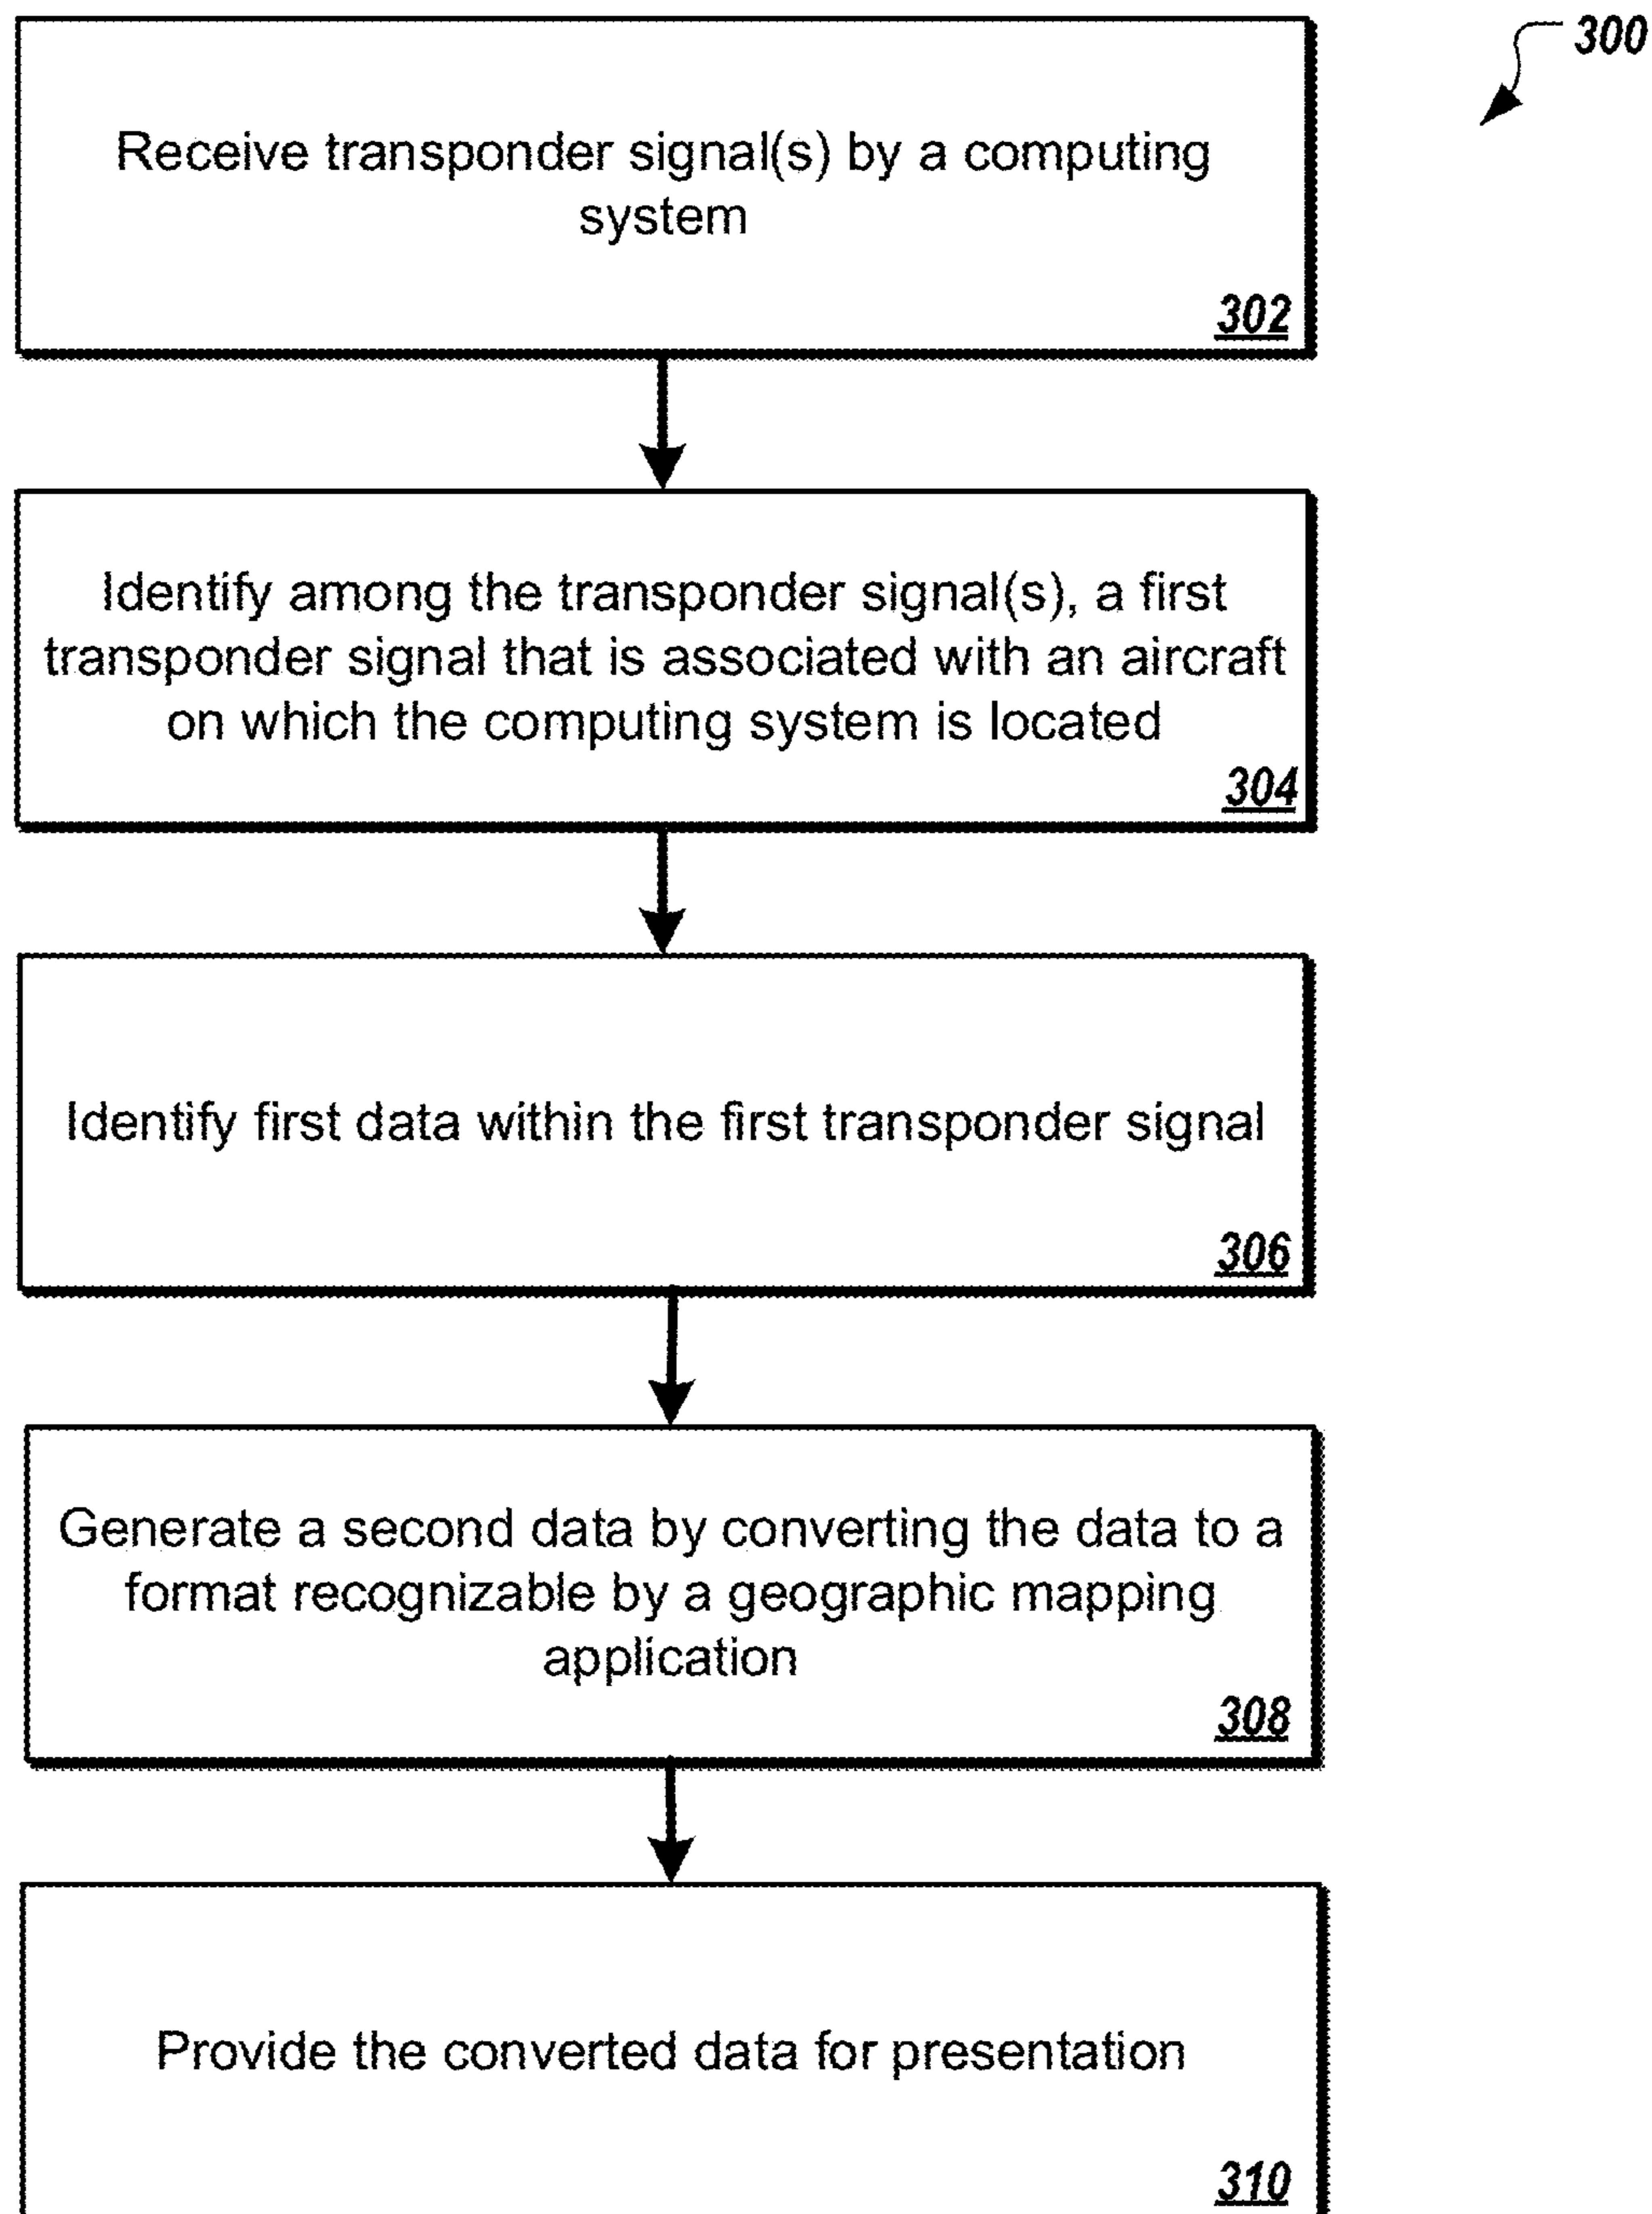 300
Receive transponder signal(s) by a computing
system
302
Identify among the transponder signal(s), a first
transponder signal that is associated with an aircraft
on which the computing system is located
304
Identify first data within the first transponder signal
306
Generate a second data by converting the data to a
format recognizable by a geographic mapping
application
308
Provide the converted data for presentation
310